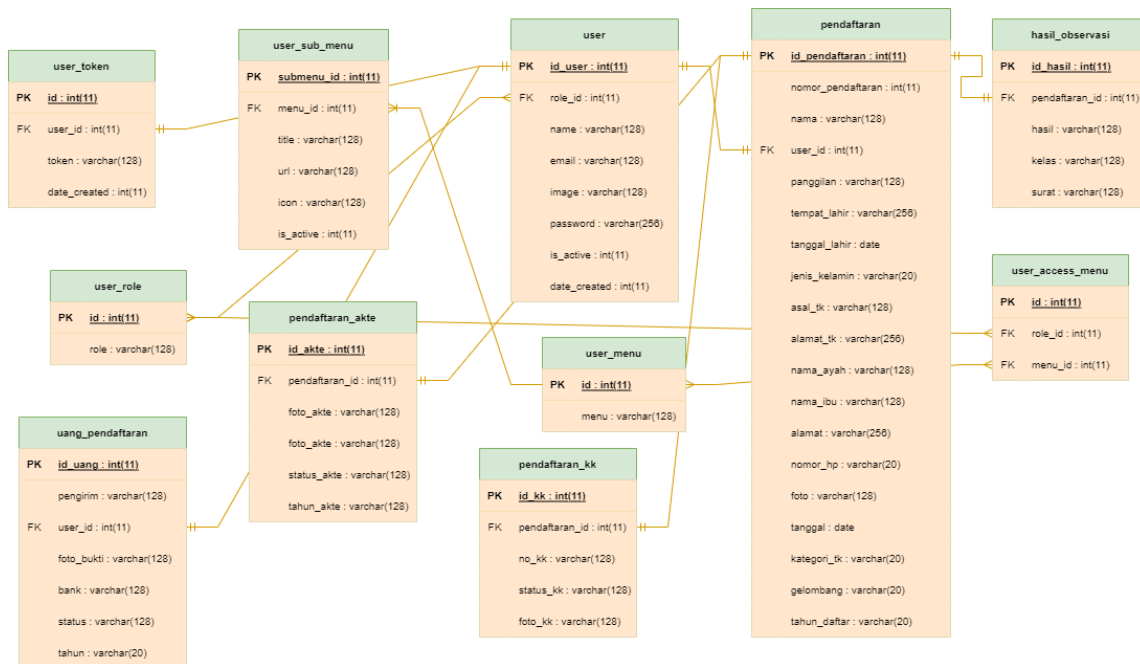 user_token
PK id : int(11)
FK user_id : int(11)
token : varchar(128)
date_created : int(11)
user_sub_menu
PK submenu_id : int(11)
FK menu_id : int(11)
title : varchar(128)
url : varchar(128)
icon : varchar(128)
is_active : int(11)
user
PK id_user : int(11)
FK role_id : int(11)
name : varchar(128)
email : varchar(128)
image : varchar(128)
password : varchar(256)
is_active : int(11)
date_created : int(11)
pendaftaran
PK id_pendaftaran : int(11)
nomor_pendaftaran : int(11)
nama : varchar(128)
FK user_id : int(11)
panggilan : varchar(128)
tempat_lahir : varchar(256)
tanggal_lahir : date
jenis_kelamin : varchar(20)
asal_tk : varchar(128)
alamat_tk : varchar(256)
nama_ayah : varchar(128)
nama_ibu : varchar(128)
alamat : varchar(256)
nomor_hp : varchar(20)
foto : varchar(128)
tanggal : date
kategori_tk : varchar(20)
gelombang : varchar(20)
tahun_daftar : varchar(20)
hasil_observasi
PK id_hasil : int(11)
FK pendaftaran_id : int(11)
hasil : varchar(128)
kelas : varchar(128)
surat : varchar(128)
user_role
PK id : int(11)
role : varchar(128)
pendaftaran_akte
PK id_akte : int(11)
FK pendaftaran_id : int(11)
foto_akte : varchar(128)
foto_akte : varchar(128)
status_akte : varchar(128)
tahun_akte : varchar(128)
user_menu
PK id : int(11)
menu : varchar(128)
user_access_menu
PK id : int(11)
FK role_id : int(11)
FK menu_id : int(11)
uang_pendaftaran
PK id_uang : int(11)
pengirim : varchar(128)
FK user_id : int(11)
foto_bukti : varchar(128)
bank : varchar(128)
status : varchar(128)
tahun : varchar(20)
pendaftaran_kk
PK id_kk : int(11)
FK pendaftaran_id : int(11)
no_kk : varchar(128)
status_kk : varchar(128)
foto_kk : varchar(128)